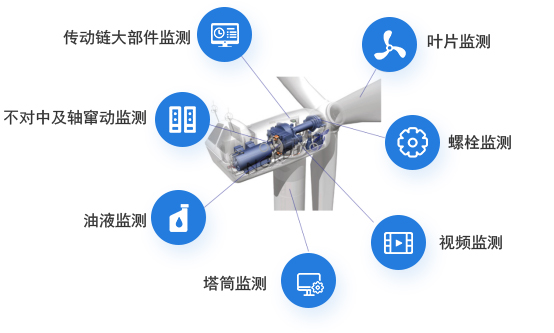 传动链大部件监测
叶片监测
不对中及轴窜动监测
螺栓监测
油液监测
视频监测
塔筒监测